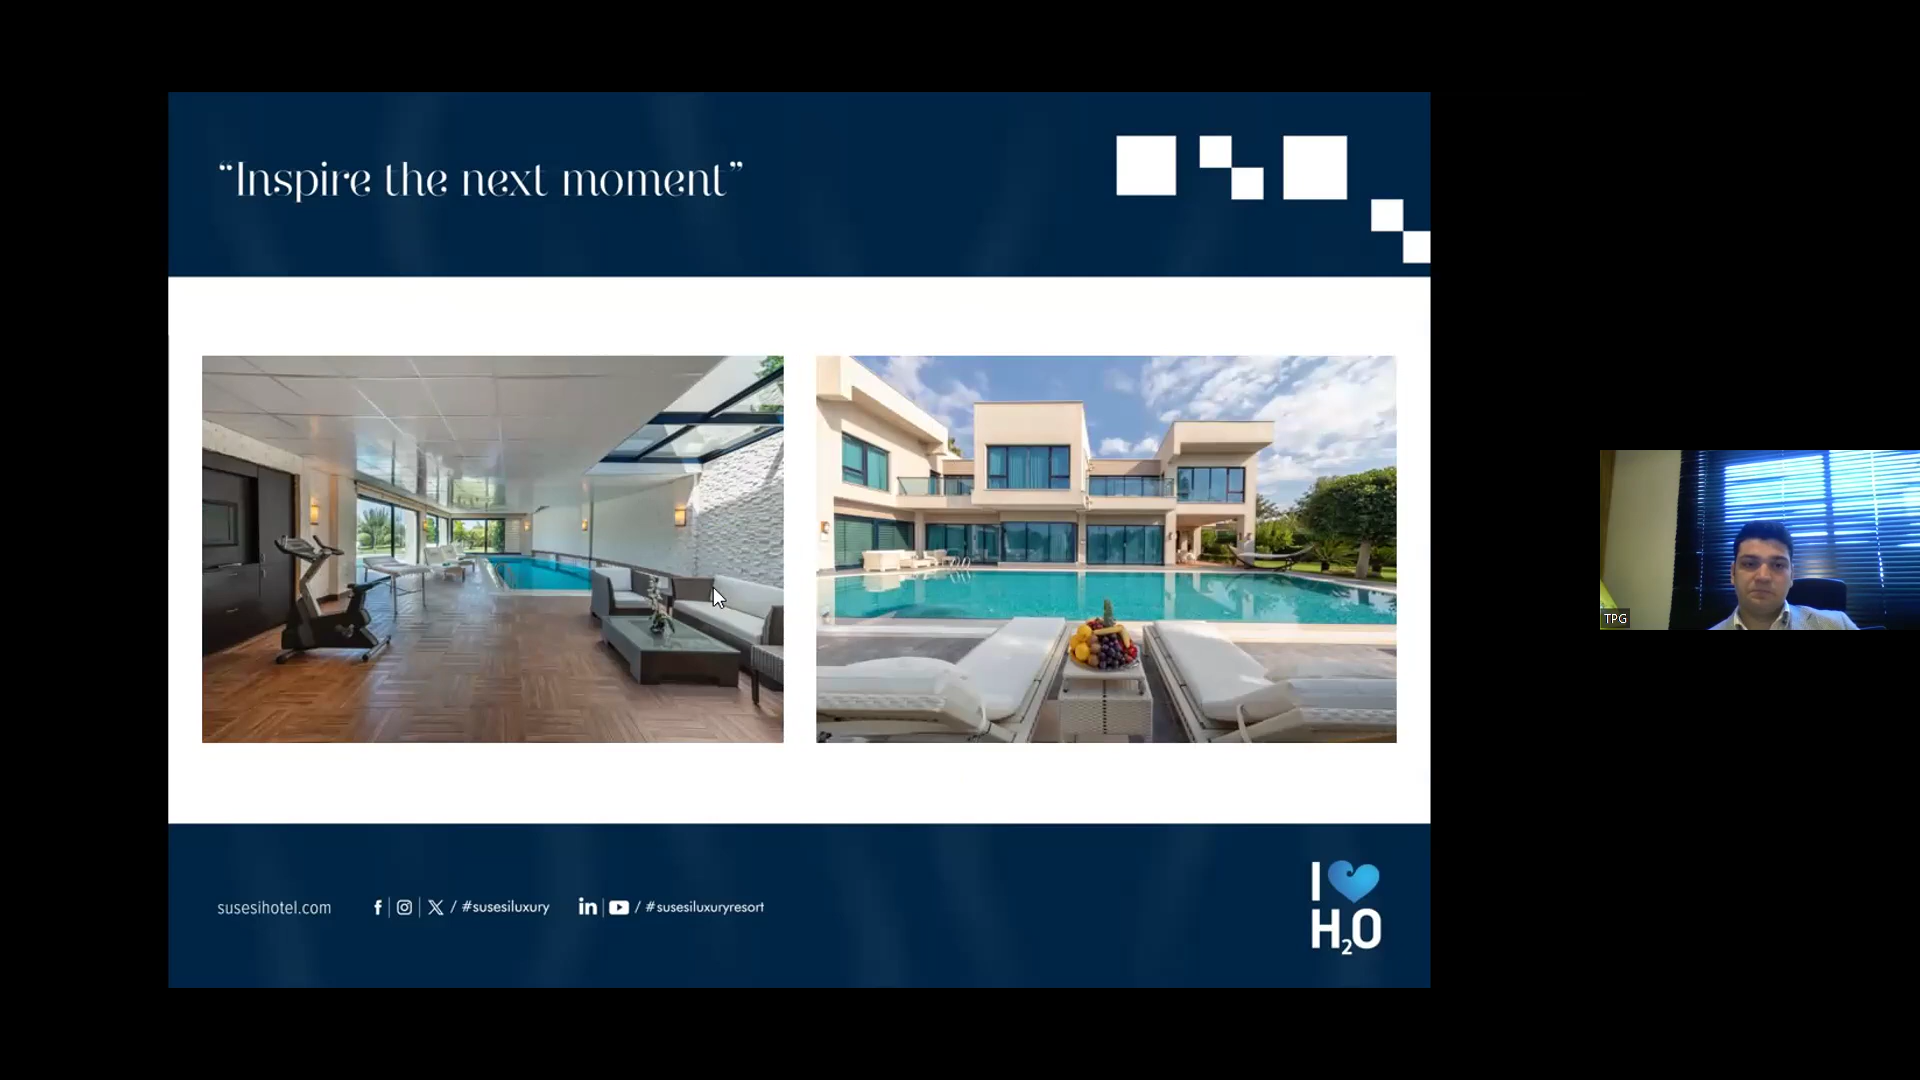 “Inspire the next moment”
susesihotel.com
/ #susesiluxury
/ #susesiluxuryresort
I
H₂O
TPG